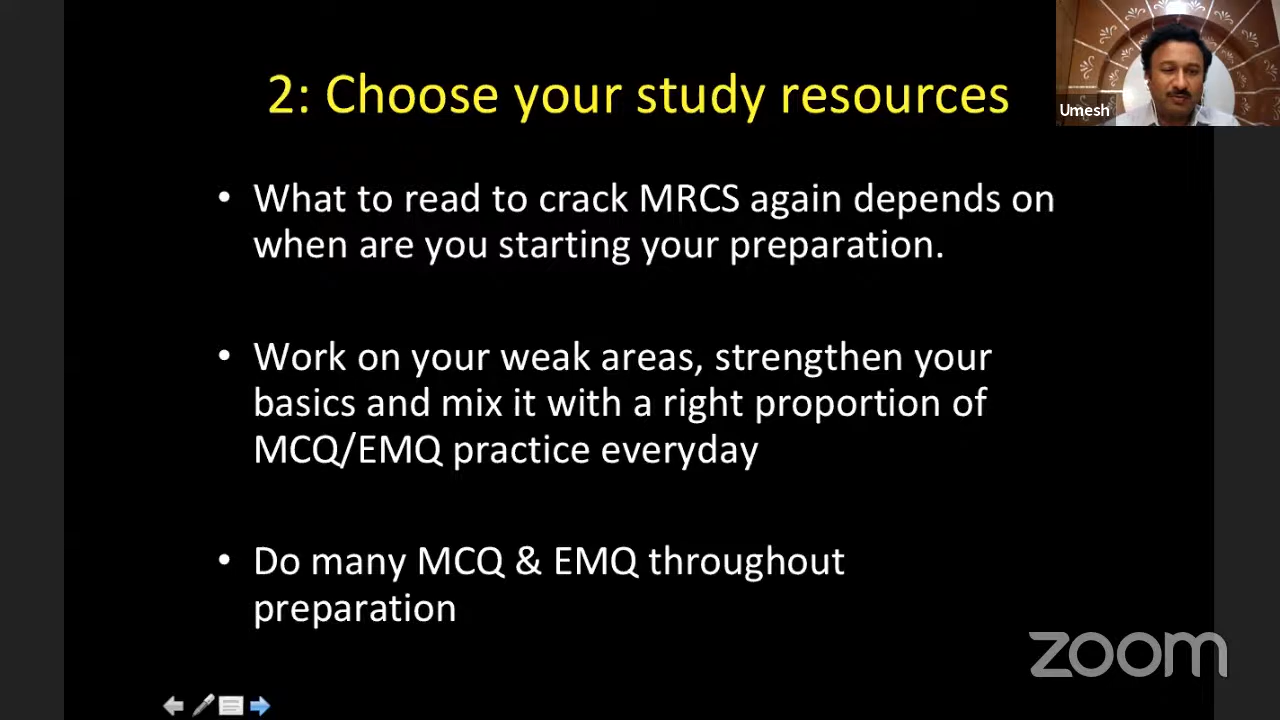 2: Choose your study resources
Umesh
• What to read to crack MRCS again depends on
when are you starting your preparation.
• Work on your weak areas, strengthen your
basics and mix it with a right proportion of
MCQ/EMQ practice everyday
• Do many MCQ & EMQ throughout
preparation
zoom